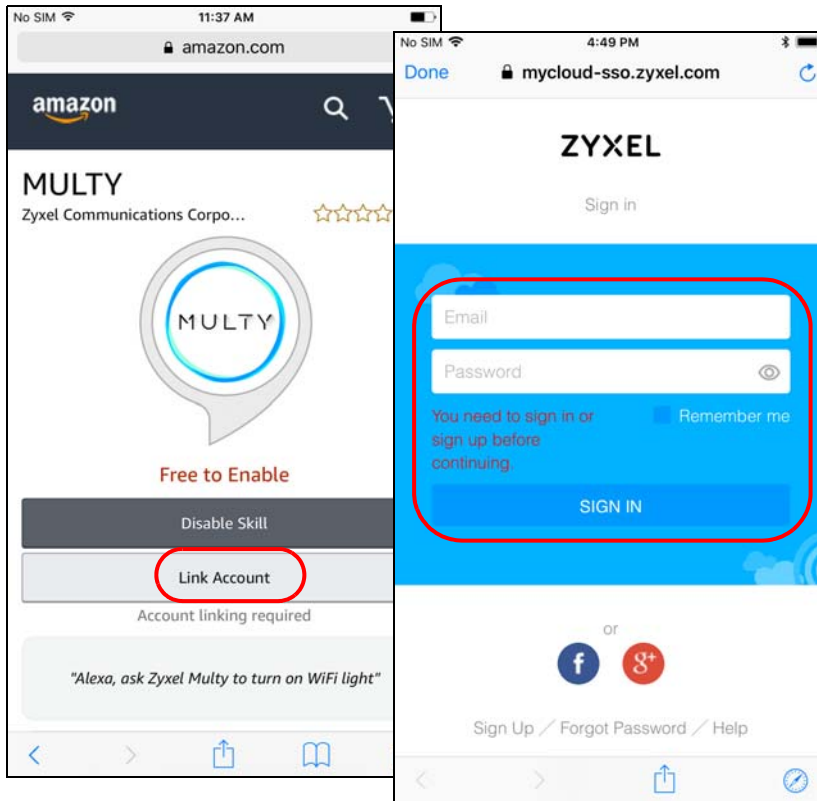 No SIM 11:37 AM
amazon.com
amazon
MULTY
Zyxel Communications Corpo...
MULTY
Free to Enable
Disable Skill
Link Account
Account linking required
"Alexa, ask Zyxel Multy to turn on WiFi light"
No SIM 4:49 PM
Done mycloud-sso.zyxel.com
ZYXEL
Sign in
Email
Password
You need to sign in or
sign up before
continuing.
Remember me
SIGN IN
or
f g+
Sign Up / Forgot Password / Help